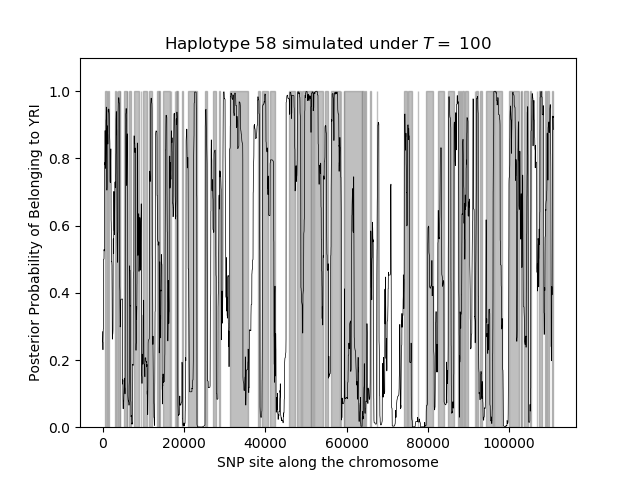 Haplotype 58 simulated under T = 100
Posterior Probability of Belonging to YRI
1.0
0.8
0.6
0.4
0.2
0.0
0 20000 40000 60000 80000 100000
SNP site along the chromosome